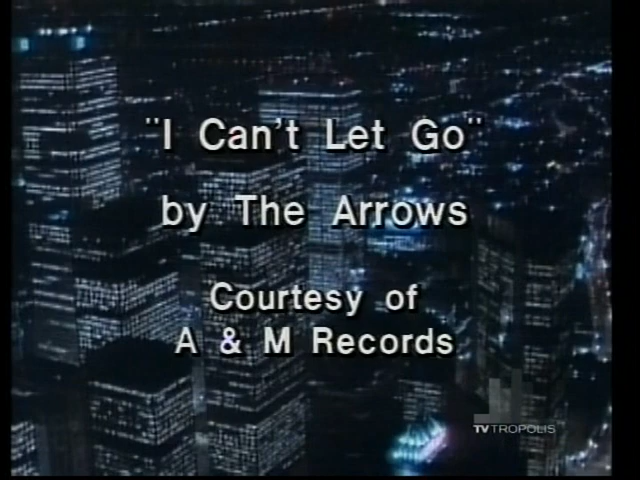 "I Can't Let Go"
by The Arrows
Courtesy of
A & M Records
TVTROPOLIS